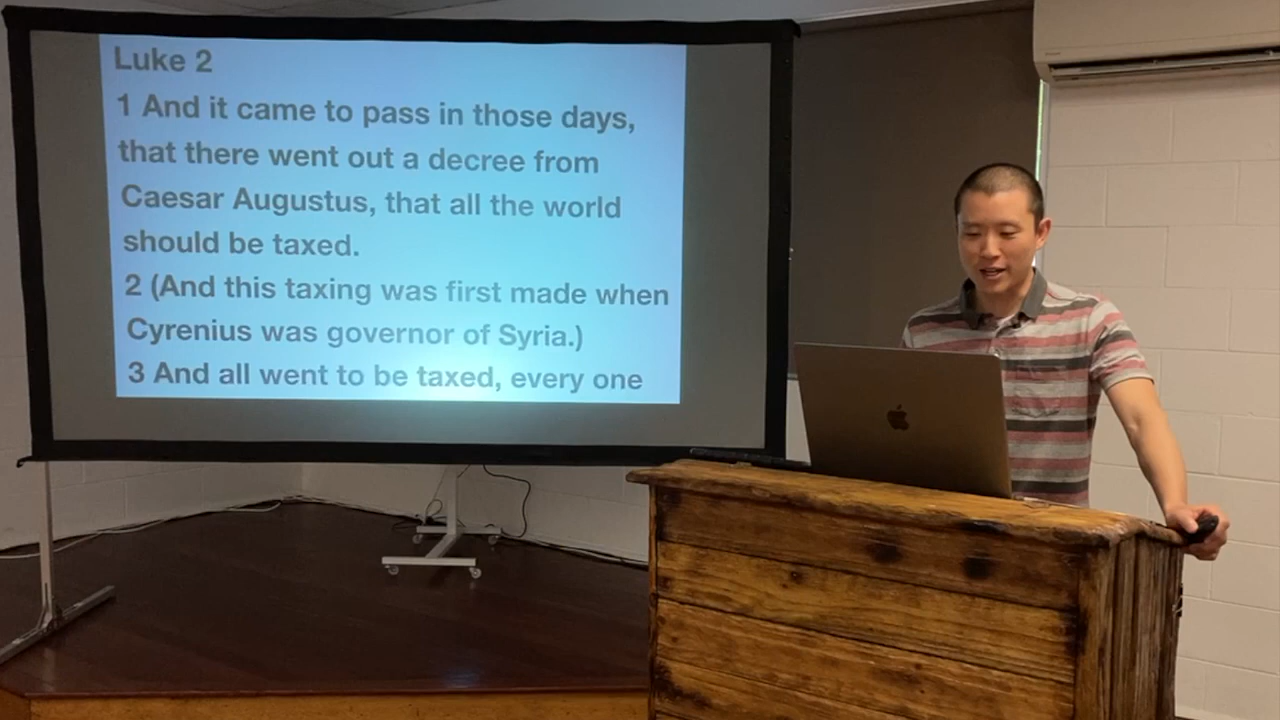 Luke 2
1 And it came to pass in those days,
that there went out a decree from
Caesar Augustus, that all the world
should be taxed.
2 (And this taxing was first made when
Cyrenius was governor of Syria.)
3 And all went to be taxed, every one